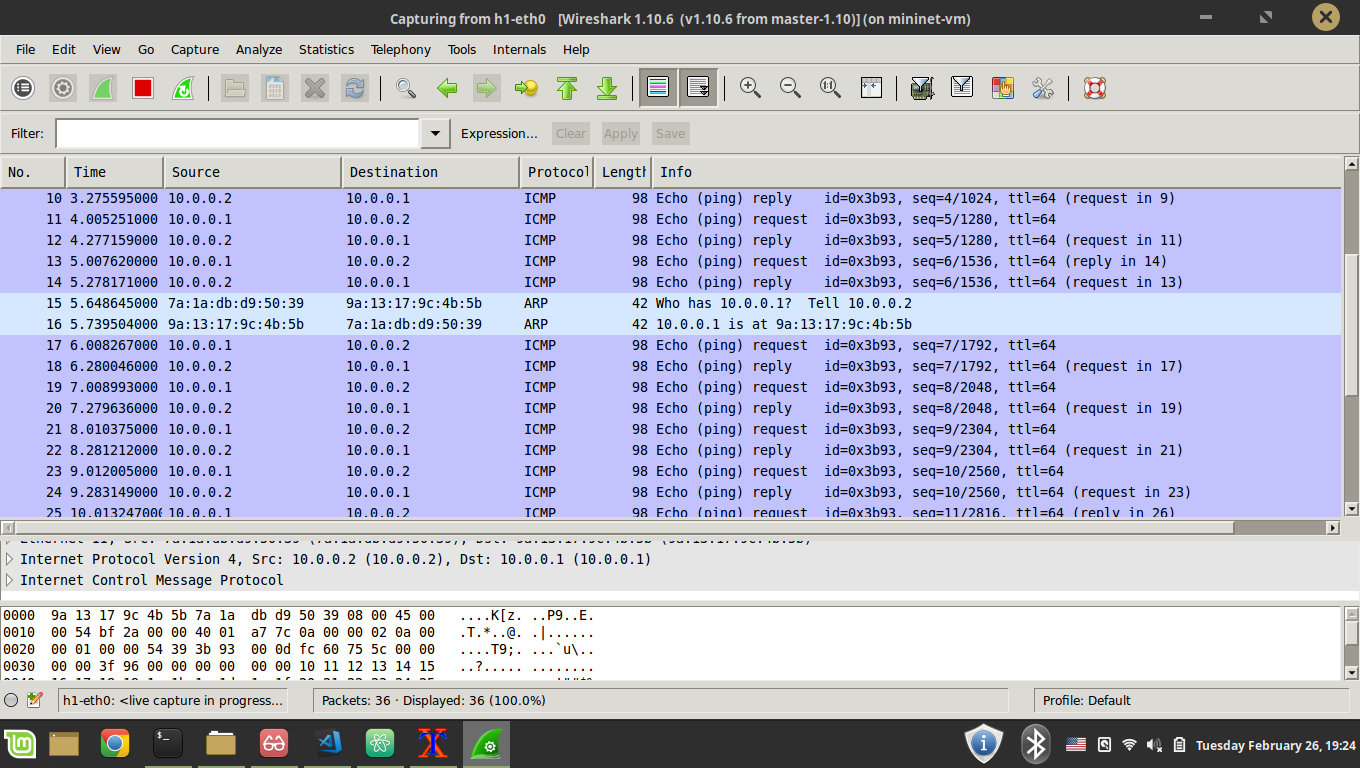 Capturing from h1-eth0 [Wireshark 1.10.6 (v1.10.6 from master-1.10)] (on mininet-vm)
File Edit View Go Capture Analyze Statistics Telephony Tools Internals Help
Filter: Expression... Clear Apply Save
No. Time Source Destination Protocol Length Info
10 3.275595000 10.0.0.2 10.0.0.1 ICMP 98 Echo (ping) reply id=0x3b93, seq=4/1024, ttl=64 (request in 9)
11 4.005251000 10.0.0.1 10.0.0.2 ICMP 98 Echo (ping) request id=0x3b93, seq=5/1280, ttl=64
12 4.277159000 10.0.0.2 10.0.0.1 ICMP 98 Echo (ping) reply id=0x3b93, seq=5/1280, ttl=64 (request in 11)
13 5.007620000 10.0.0.1 10.0.0.2 ICMP 98 Echo (ping) request id=0x3b93, seq=6/1536, ttl=64 (reply in 14)
14 5.278171000 10.0.0.2 10.0.0.1 ICMP 98 Echo (ping) reply id=0x3b93, seq=6/1536, ttl=64 (request in 13)
15 5.648645000 7a:1a:db:d9:50:39 9a:13:17:9c:4b:5b ARP 42 Who has 10.0.0.1? Tell 10.0.0.2
16 5.739504000 9a:13:17:9c:4b:5b 7a:1a:db:d9:50:39 ARP 42 10.0.0.1 is at 9a:13:17:9c:4b:5b
17 6.008267000 10.0.0.1 10.0.0.2 ICMP 98 Echo (ping) request id=0x3b93, seq=7/1792, ttl=64
18 6.280046000 10.0.0.2 10.0.0.1 ICMP 98 Echo (ping) reply id=0x3b93, seq=7/1792, ttl=64 (request in 17)
19 7.008993000 10.0.0.1 10.0.0.2 ICMP 98 Echo (ping) request id=0x3b93, seq=8/2048, ttl=64
20 7.279636000 10.0.0.2 10.0.0.1 ICMP 98 Echo (ping) reply id=0x3b93, seq=8/2048, ttl=64 (request in 19)
21 8.010375000 10.0.0.1 10.0.0.2 ICMP 98 Echo (ping) request id=0x3b93, seq=9/2304, ttl=64
22 8.281212000 10.0.0.2 10.0.0.1 ICMP 98 Echo (ping) reply id=0x3b93, seq=9/2304, ttl=64 (request in 21)
23 9.012005000 10.0.0.1 10.0.0.2 ICMP 98 Echo (ping) request id=0x3b93, seq=10/2560, ttl=64
24 9.283149000 10.0.0.2 10.0.0.1 ICMP 98 Echo (ping) reply id=0x3b93, seq=10/2560, ttl=64 (request in 23)
25 10.013247000 10.0.0.1 10.0.0.2 ICMP 98 Echo (ping) request id=0x3b93, seq=11/2816, ttl=64 (reply in 26)
Internet Protocol Version 4, Src: 10.0.0.2 (10.0.0.2), Dst: 10.0.0.1 (10.0.0.1)
Internet Control Message Protocol
0000 9a 13 17 9c 4b 5b 7a 1a db d9 50 39 08 00 45 00 ....K[z. ..P9..E.
0010 00 54 bf 2a 00 00 40 01 a7 7c 0a 00 00 02 0a 00 .T.*..@. .|......
0020 00 01 00 00 54 39 3b 93 00 0d fc 60 75 5c 00 00 ....T9;. ...`u\..
0030 00 00 3f 96 00 00 00 00 00 00 10 11 12 13 14 15 ..?..... ........
h1-eth0: <live capture in progress... Packets: 36 · Displayed: 36 (100.0%) Profile: Default
Tuesday February 26, 19:24